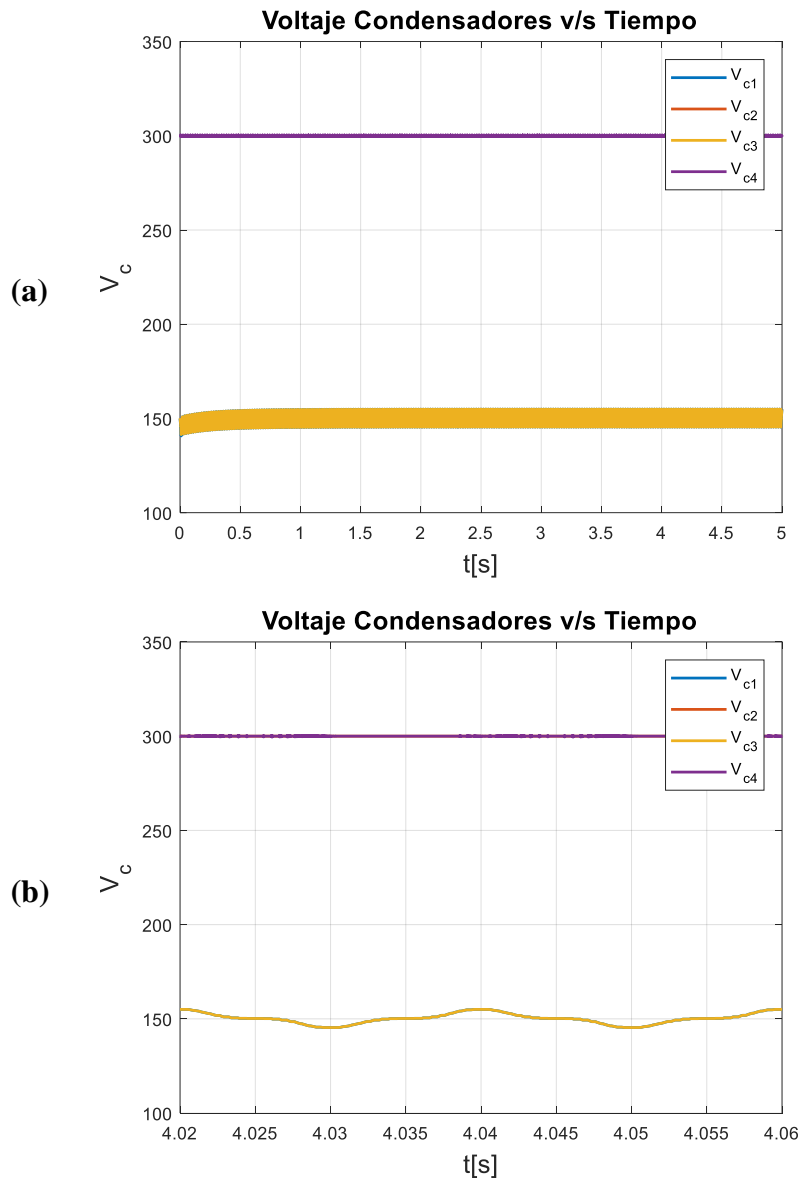 Voltaje Condensadores v/s Tiempo
350
300
250
200
150
100
V_c
V_c1
V_c2
V_c3
V_c4
(a)
0 0.5 1 1.5 2 2.5 3 3.5 4 4.5 5
t[s]
Voltaje Condensadores v/s Tiempo
350
300
250
200
150
100
V_c
V_c1
V_c2
V_c3
V_c4
(b)
4.02 4.025 4.03 4.035 4.04 4.045 4.05 4.055 4.06
t[s]